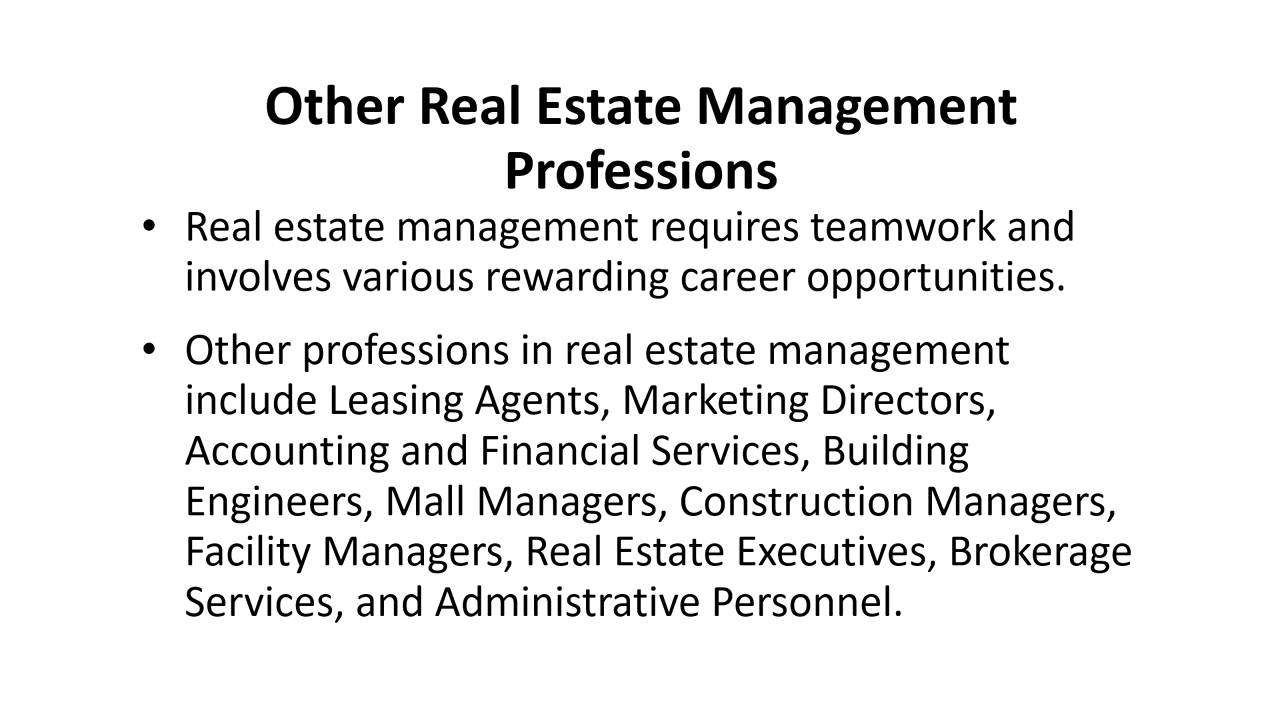 Other Real Estate Management
Professions
• Real estate management requires teamwork and
involves various rewarding career opportunities.
• Other professions in real estate management
include Leasing Agents, Marketing Directors,
Accounting and Financial Services, Building
Engineers, Mall Managers, Construction Managers,
Facility Managers, Real Estate Executives, Brokerage
Services, and Administrative Personnel.